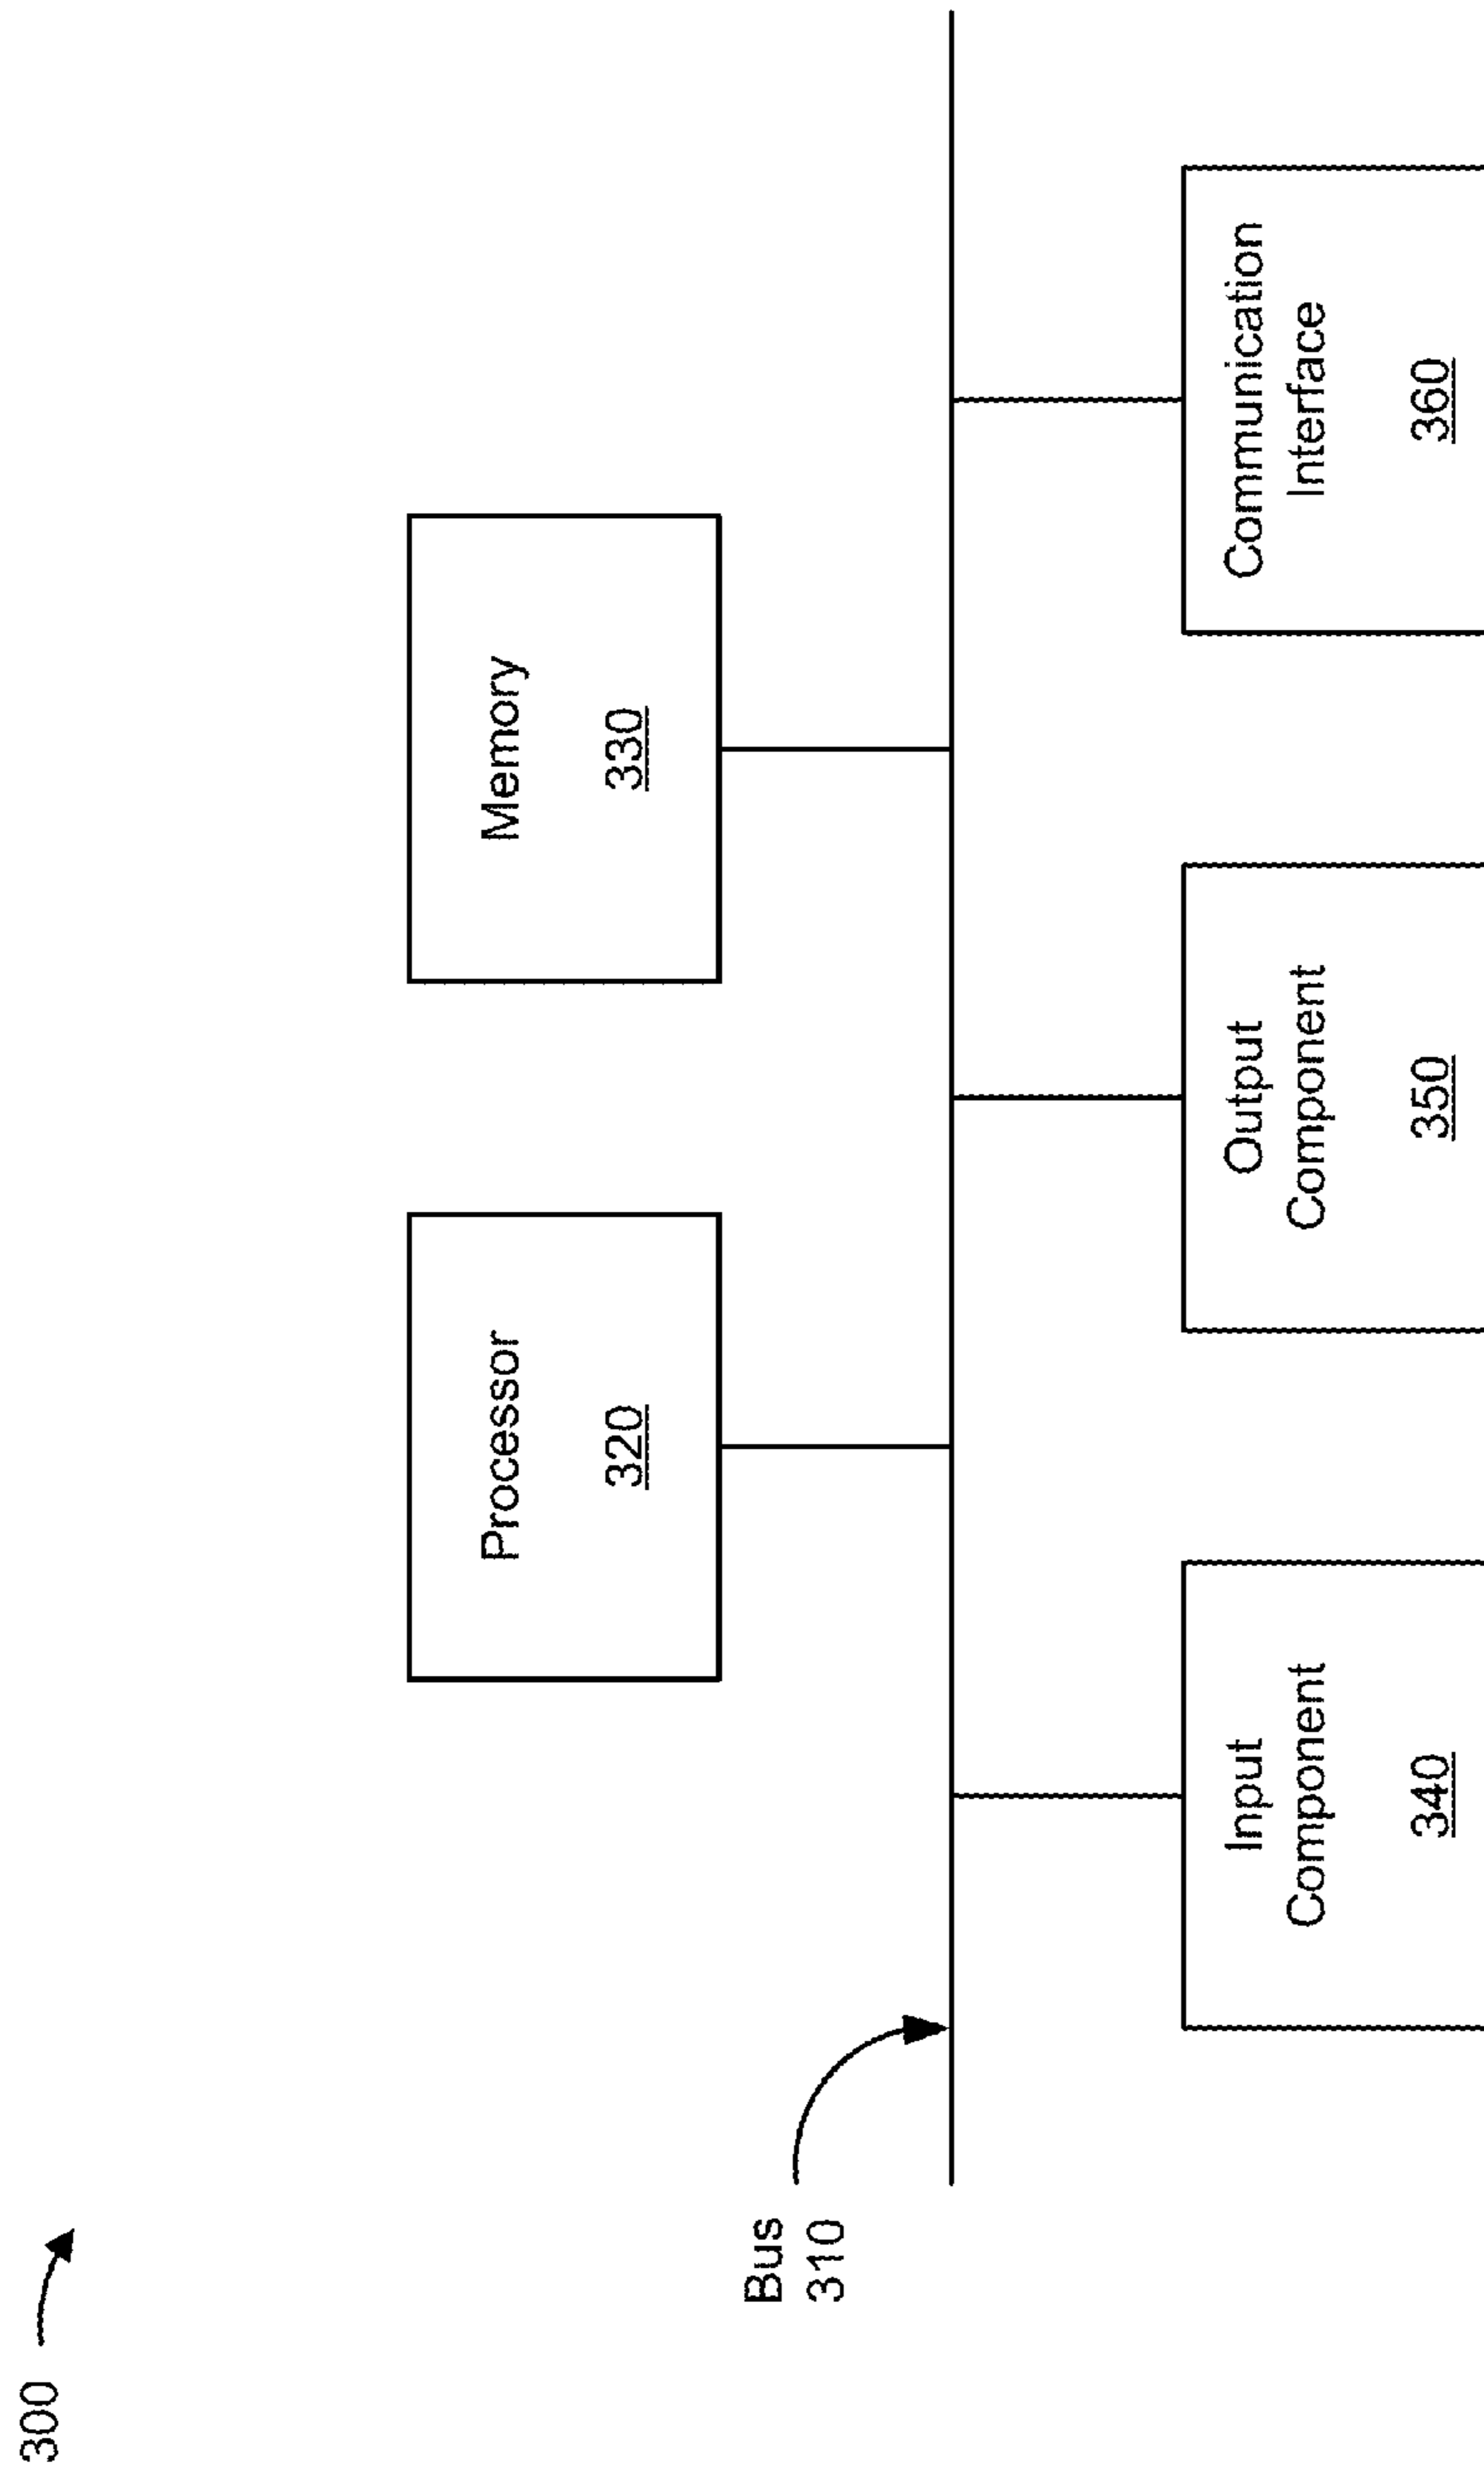 300
Processor
320
Memory
330
Bus
310
Input
Component
340
Output
Component
350
Communication
Interface
360